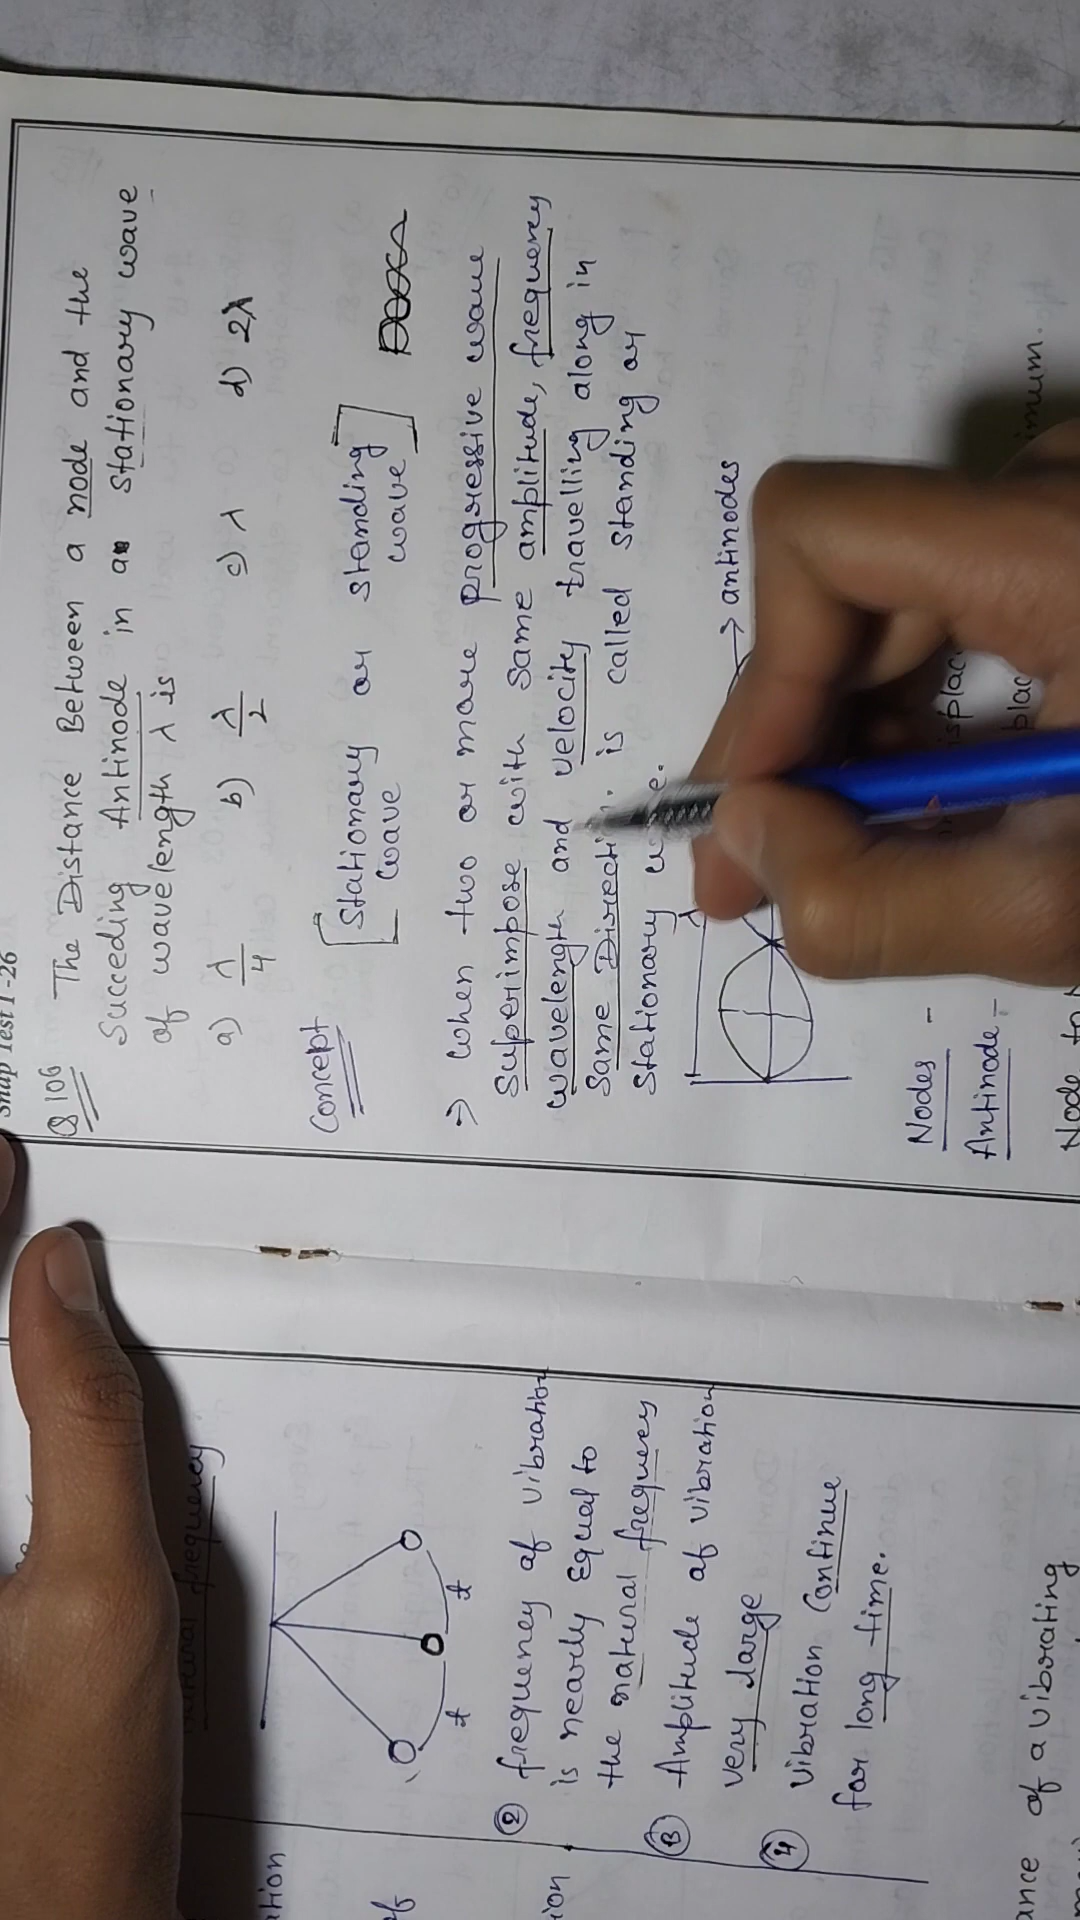 Snap Test 1-26
Q 106 The Distance Between a node and the
Succeding Antinode in a stationary wave
of wavelength λ is
a) λ/4 b) λ/2 c) λ d) 2λ
Concept
[Stationary or standing
wave wave]
⇒ when two or more progressive wave
Superimpose with same amplitude, frequency
wavelength and velocity travelling along in
Same is called standing or
Stationary
λ
→ antinodes
Nodes -
Antinode -
Node to
natural frequency
t t
② frequency of vibration
is nearly Equal to
the natural frequency
③ Amplitude of vibration
very large
④ vibration Continue
for long time.
of a vibrating
of